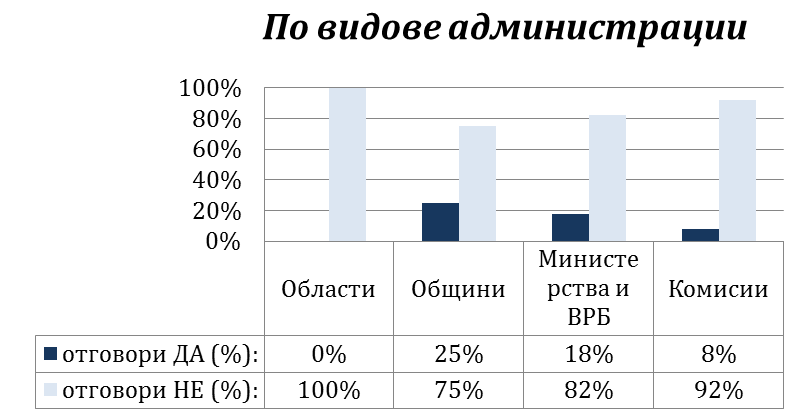 По видове администрации
100%
80%
60%
40%
20%
0%
Области Общини Министе
рства и
ВРБ Комисии
отговори ДА (%): 0% 25% 18% 8%
отговори НЕ (%): 100% 75% 82% 92%